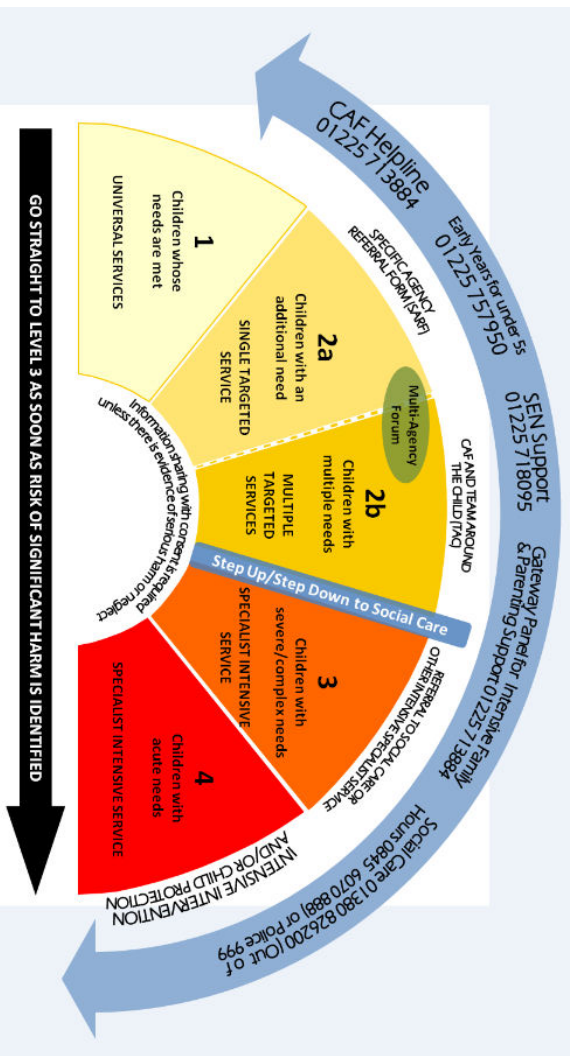 CAF Helpline
01225 713884
Early Years for under 5s
01225 757950
SEN Support
01225 718095
Gateway Panel for Intensive Family
& Parenting Support 01225 713884
Social Care 01380 826200 (Out of
Hours 0845 6070 888) or Police 999
SPECIFIC AGENCY
REFERRAL FORM (SARF)
CAF AND TEAM AROUND
THE CHILD (TAC)
REFERRAL TO SOCIAL CARE OR
OTHER INTENSIVE SPECIALIST SERVICE
INTENSIVE INTERVENTION
AND/OR CHILD PROTECTION
1
Children whose
needs are met
UNIVERSAL SERVICES
2a
Children with an
additional need
SINGLE TARGETED
SERVICE
Multi-Agency
Forum
2b
Children with
multiple needs
MULTIPLE
TARGETED
SERVICES
Step Up/Step Down to Social Care
3
Children with
severe/complex needs
SPECIALIST INTENSIVE
SERVICE
4
Children with
acute needs
SPECIALIST INTENSIVE SERVICE
Information sharing with consent is required
unless there is evidence of serious harm or neglect
GO STRAIGHT TO LEVEL 3 AS SOON AS RISK OF SIGNIFICANT HARM IS IDENTIFIED